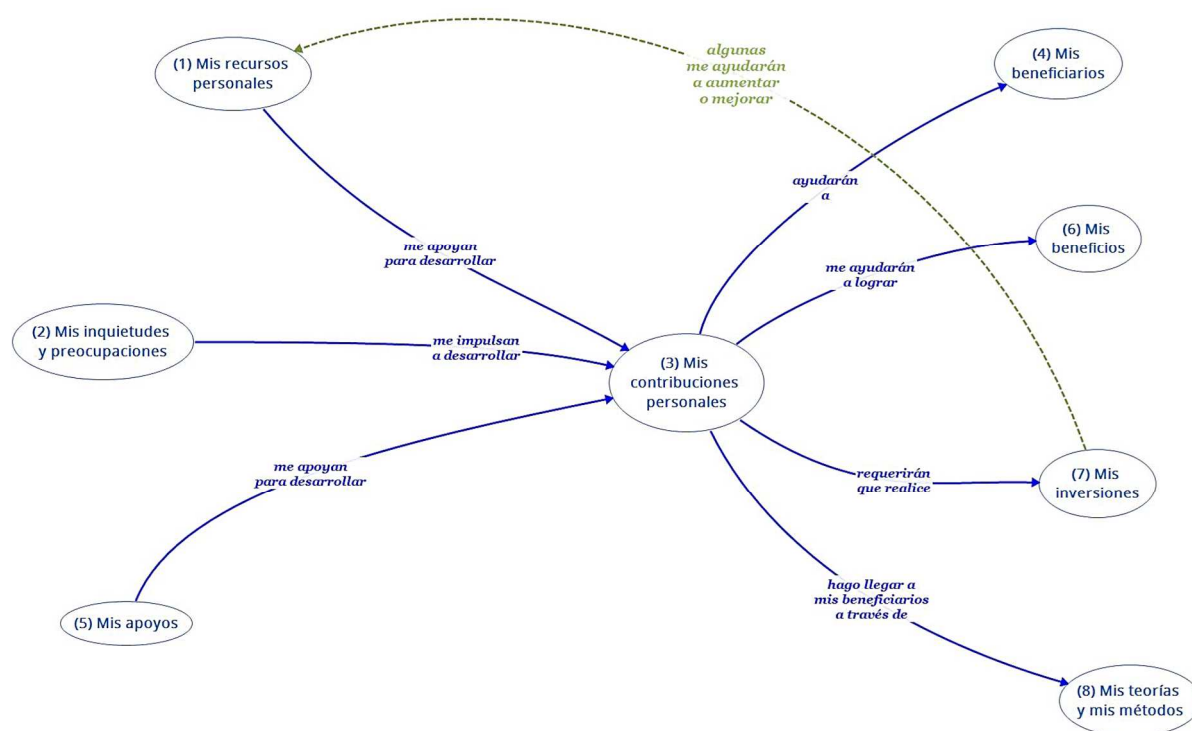 (1) Mis recursos
personales
algunas
me ayudarán
a aumentar
o mejorar
(4) Mis
beneficiarios
ayudarán
a
me apoyan
para desarrollar
(6) Mis
beneficios
me ayudarán
a lograr
(2) Mis inquietudes
y preocupaciones
me impulsan
a desarrollar
(3) Mis
contribuciones
personales
me apoyan
para desarrollar
requerirán
que realice
(7) Mis
inversiones
hago llegar a
mis beneficiarios
a través de
(5) Mis apoyos
(8) Mis teorías
y mis métodos